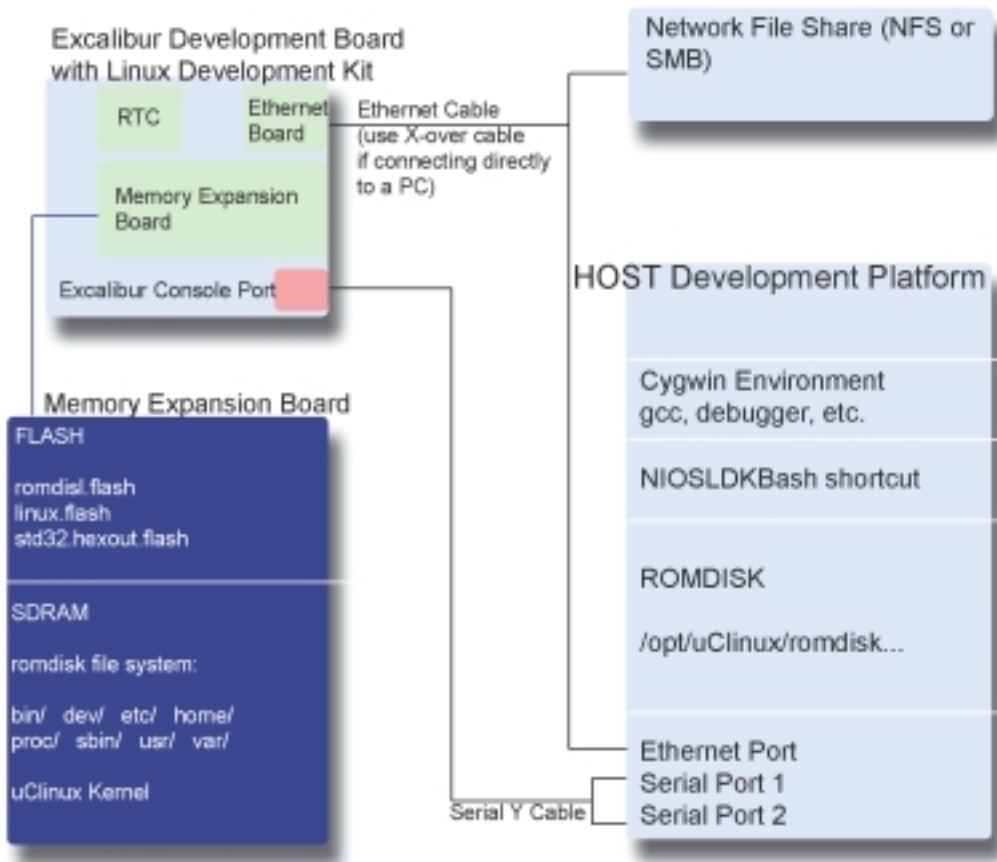 Excalibur Development Board
with Linux Development Kit
RTC
Ethernet
Board
Memory Expansion
Board
Excalibur Console Port
Ethernet Cable
(use X-over cable
if connecting directly
to a PC)
Network File Share (NFS or
SMB)
HOST Development Platform
Cygwin Environment
gcc, debugger, etc.
NIOSLDKBash shortcut
ROMDISK
/opt/uClinux/romdisk...
Ethernet Port
Serial Port 1
Serial Port 2
Serial Y Cable
Memory Expansion Board
FLASH
romdisl.flash
linux.flash
std32.hexout.flash
SDRAM
romdisk file system:
bin/ dev/ etc/ home/
proc/ sbin/ usr/ var/
uClinux Kernel